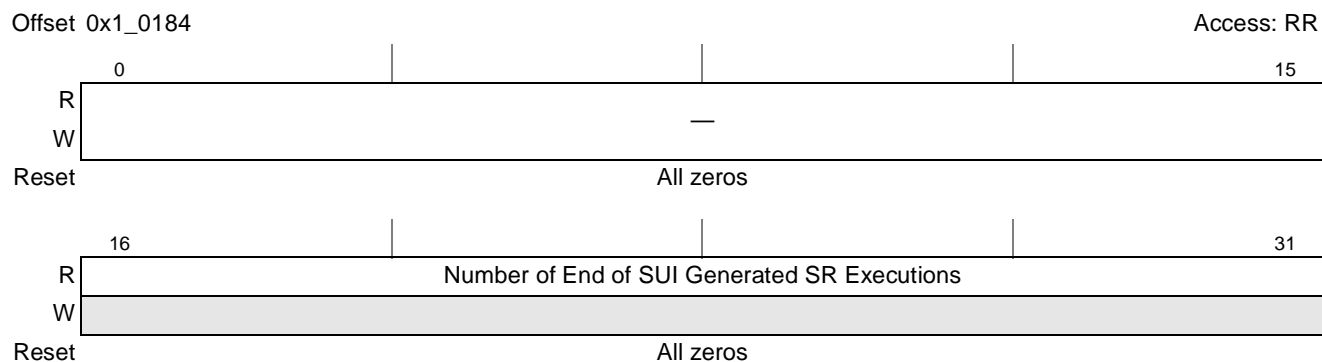 Offset 0x1_0184 Access: RR
0 15
R
—
W
Reset All zeros
16 31
R Number of End of SUI Generated SR Executions
W
Reset All zeros